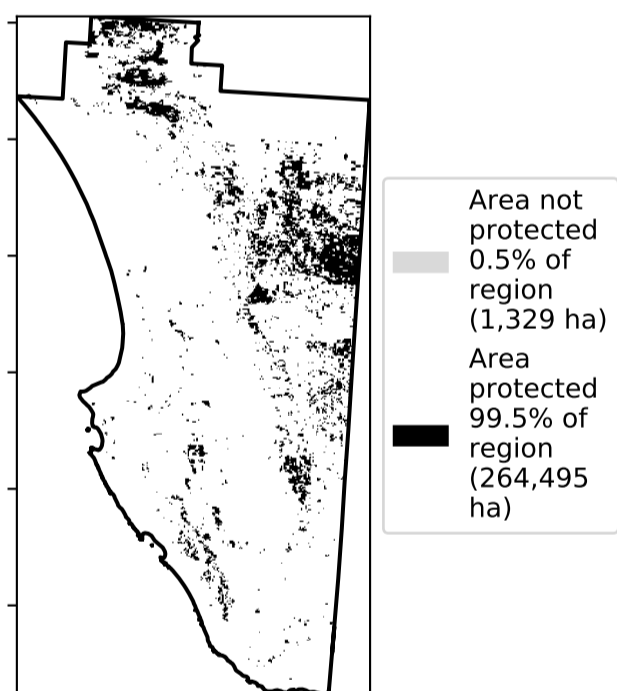 Area not
protected
0.5% of
region
(1,329 ha)
Area
protected
99.5% of
region
(264,495
ha)